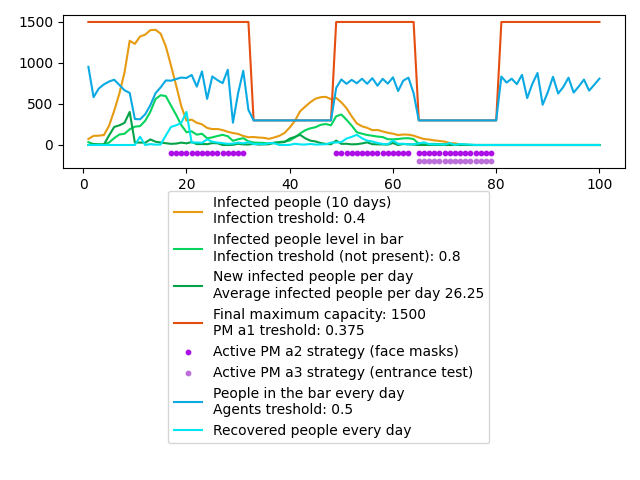 1500
1000
500
0
0
20
40
60
80
100
Infected people (10 days)
Infection treshold: 0.4
Infected people level in bar
Infection treshold (not present): 0.8
New infected people per day
Average infected people per day 26.25
Final maximum capacity: 1500
PM a1 treshold: 0.375
Active PM a2 strategy (face masks)
Active PM a3 strategy (entrance test)
People in the bar every day
Agents treshold: 0.5
Recovered people every day